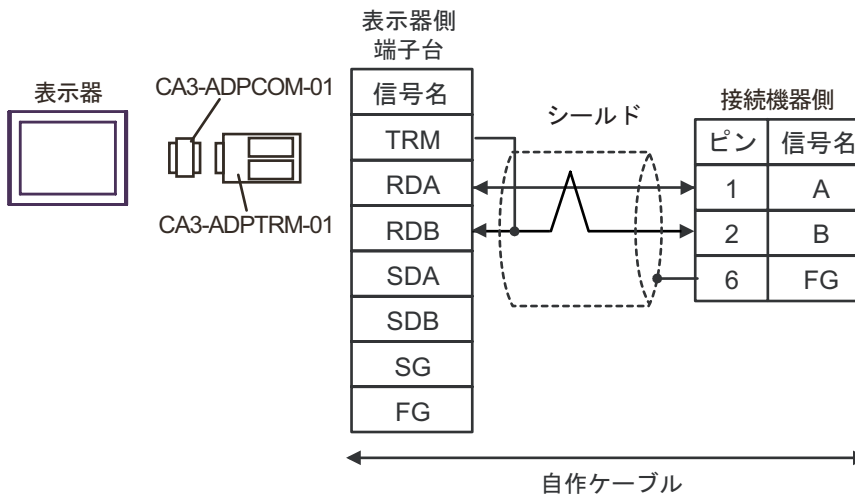 表示器
CA3-ADPCOM-01
CA3-ADPTRM-01
表示器側
端子台
信号名
TRM
RDA
RDB
SDA
SDB
SG
FG
シールド
接続機器側
ピン 信号名
1 A
2 B
6 FG
自作ケーブル